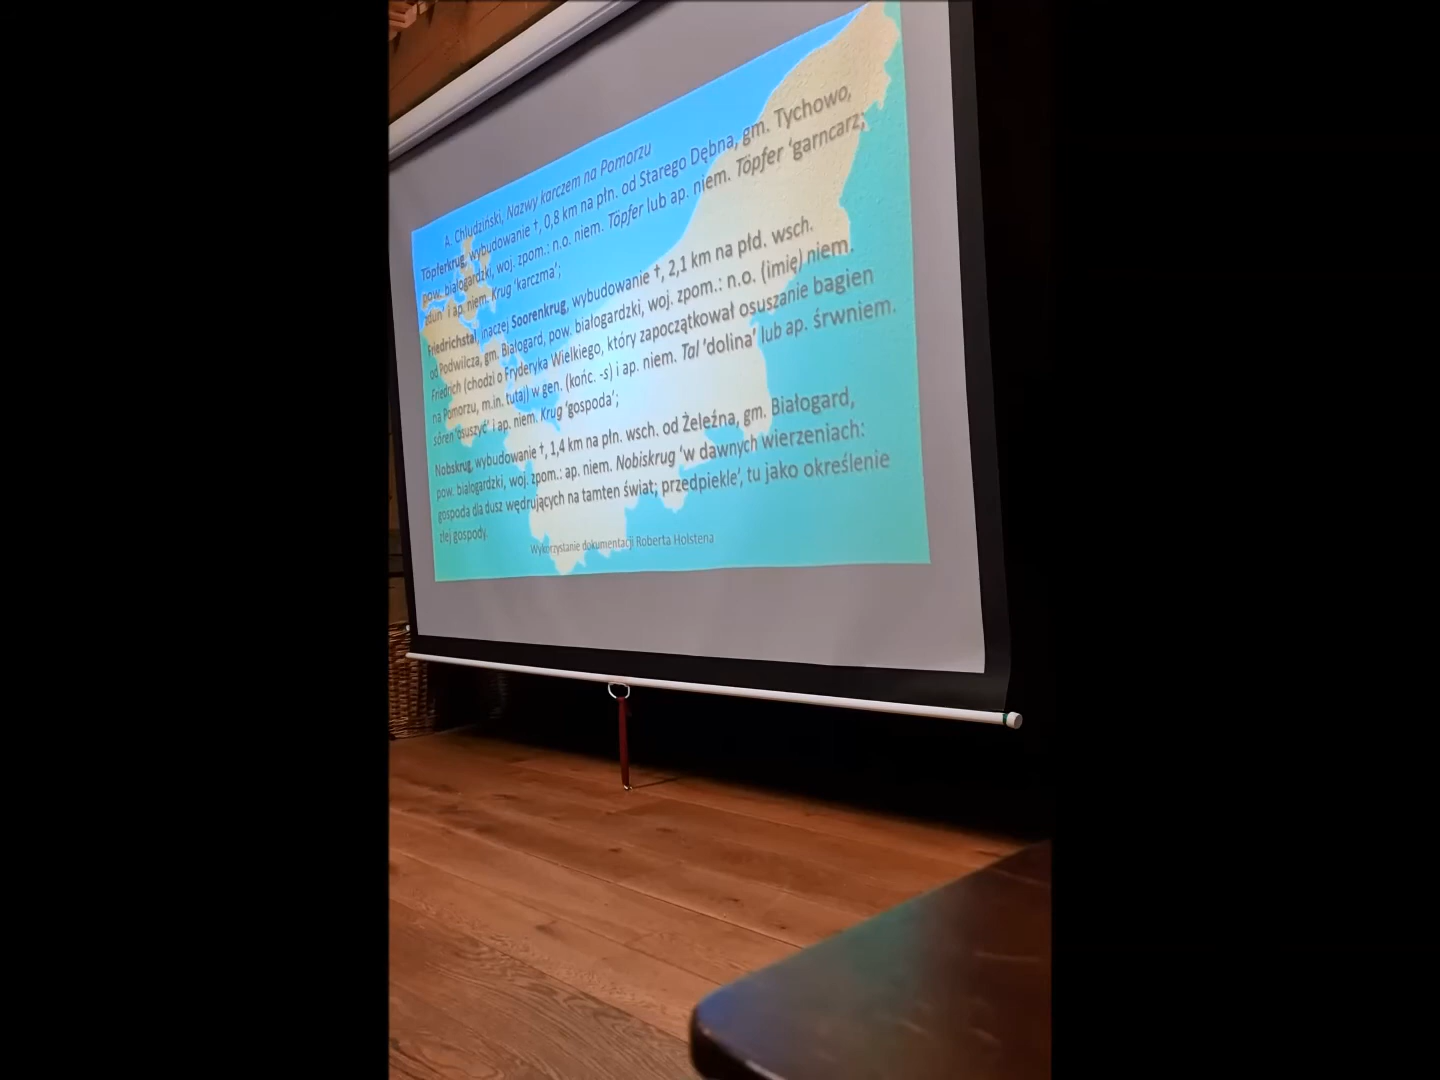 A. Chludziński, Nazwy karczem na Pomorzu
Töpferkrug, wybudowanie †, 0,8 km na płn. od Starego Dębna, gm. Tychowo,
pow. białogardzki, woj. zpom.: n.o. niem. Töpfer lub ap. niem. Töpfer ‘garncarz;
zdun’ i ap. niem. Krug ‘karczma’;
Friedrichstal, inaczej Soorenkrug, wybudowanie †, 2,1 km na płd. wsch.
od Podwilcza, gm. Białogard, pow. białogardzki, woj. zpom.: n.o. (imię) niem.
Friedrich (chodzi o Fryderyka Wielkiego, który zapoczątkował osuszanie bagien
na Pomorzu, m.in. tutaj) w gen. (końc. -s) i ap. niem. Tal ‘dolina’ lub ap. śrwniem.
sören ‘osuszyć’ i ap. niem. Krug ‘gospoda’;
Nobskrug, wybudowanie †, 1,4 km na płn. wsch. od Żeleźna, gm. Białogard,
pow. białogardzki, woj. zpom.: ap. niem. Nobiskrug ‘w dawnych wierzeniach:
gospoda dla dusz wędrujących na tamten świat; przedpiekle’, tu jako określenie
złej gospody.
Wykorzystanie dokumentacji Roberta Holstena